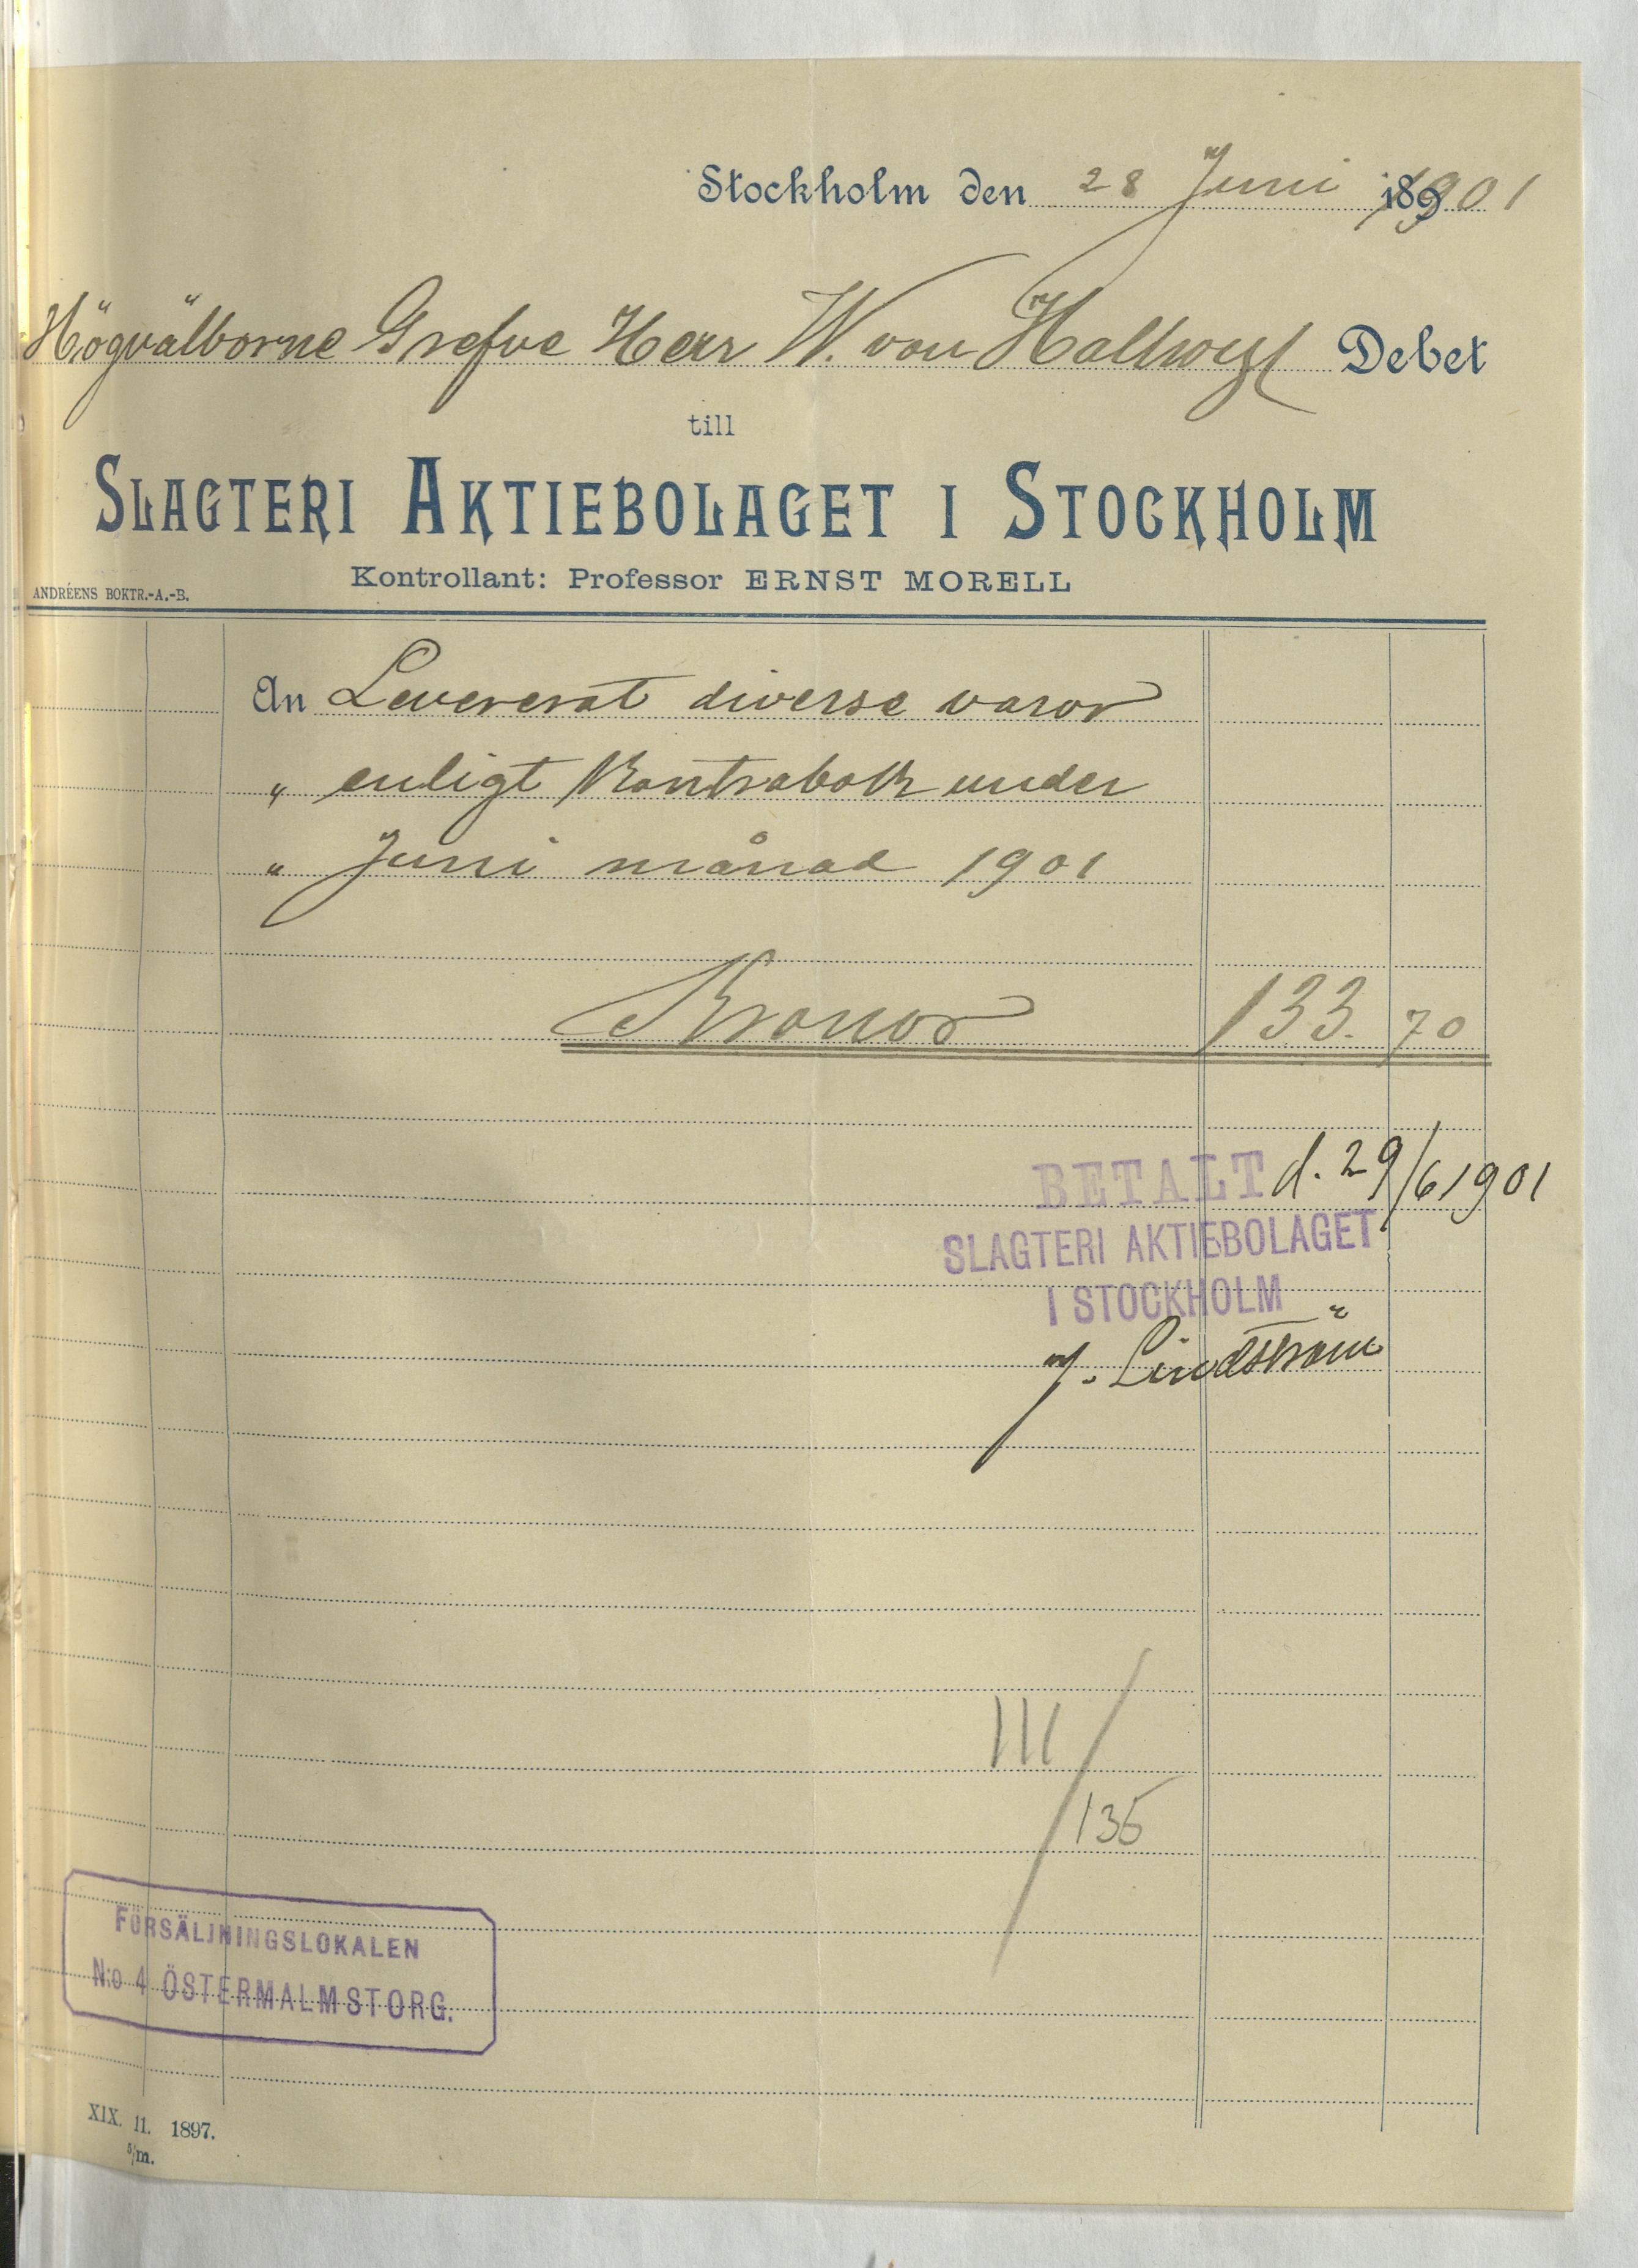 Stockholm den 28 Juni 1901
Högvälborne Grefve Herr W. von Hallwyl Debet
till
SLAGTERI AKTIEBOLAGET I STOCKHOLM
Kontrollant: Professor ERNST MORELL
ANDRÉENS BOKTR.-A.-B.
An Levererat diverse varor
„ enligt Kontrabok under
„ Juni månad 1901
Kronor 133. 70
BETALT d. 29/6 1901
SLAGTERI AKTIEBOLAGET
I STOCKHOLM
J. Lindström
III/135
FÖRSÄLJNINGSLOKALEN
N:o 4 ÖSTERMALMSTORG.
XIX. 11. 1897.
5/m.